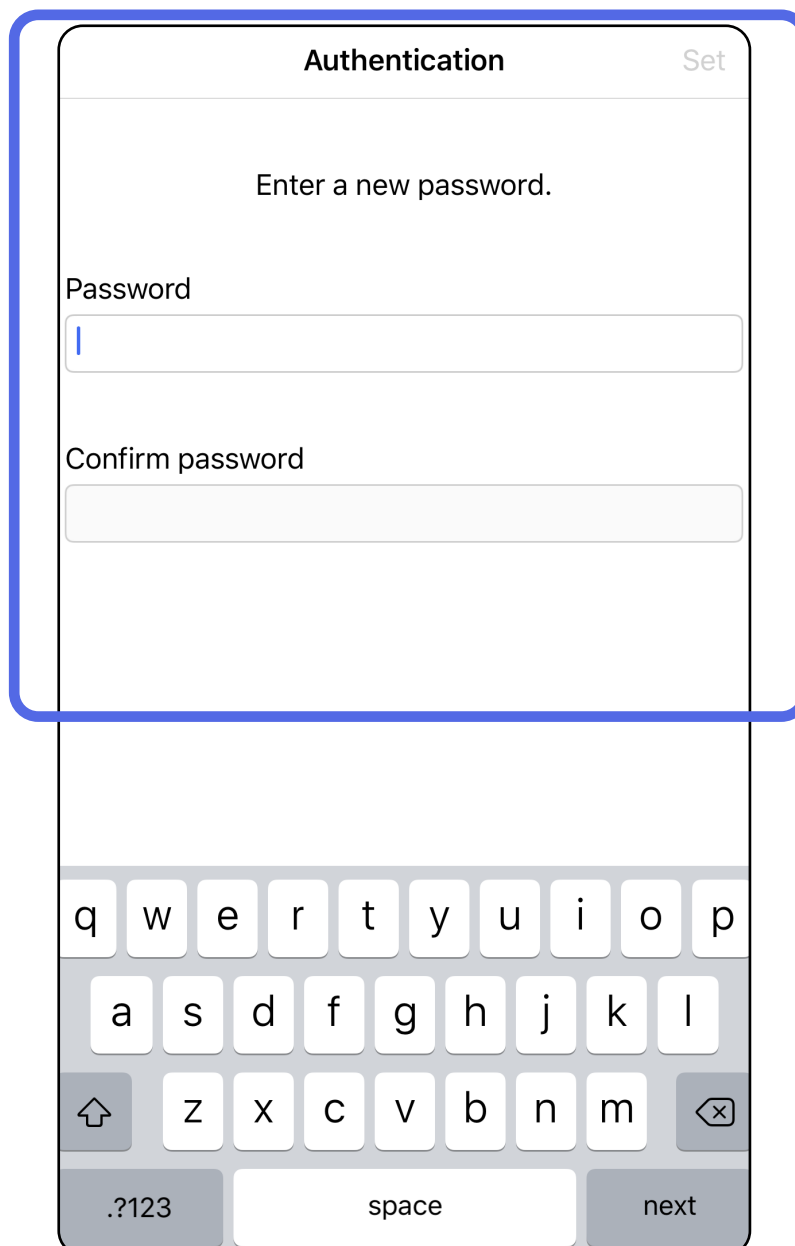 Authentication Set
Enter a new password.
Password
Confirm password
q w e r t y u i o p
a s d f g h j k l
z x c v b n m
.?123 space next